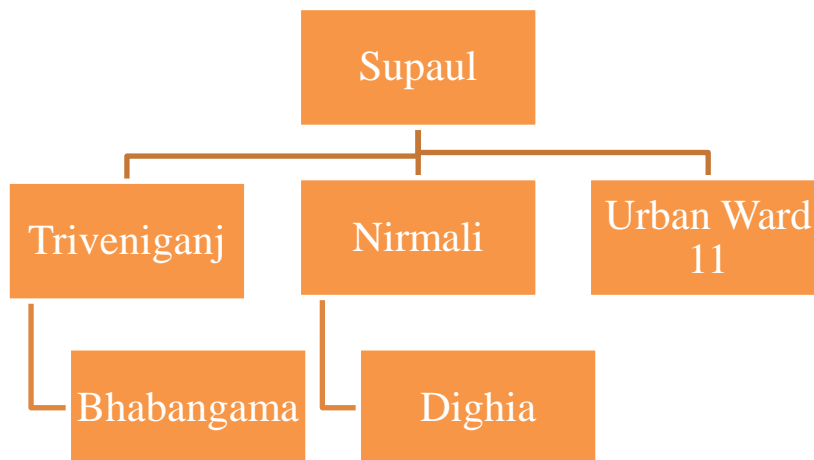 Supaul
Triveniganj
Nirmali
Urban Ward
11
Bhabangama
Dighia